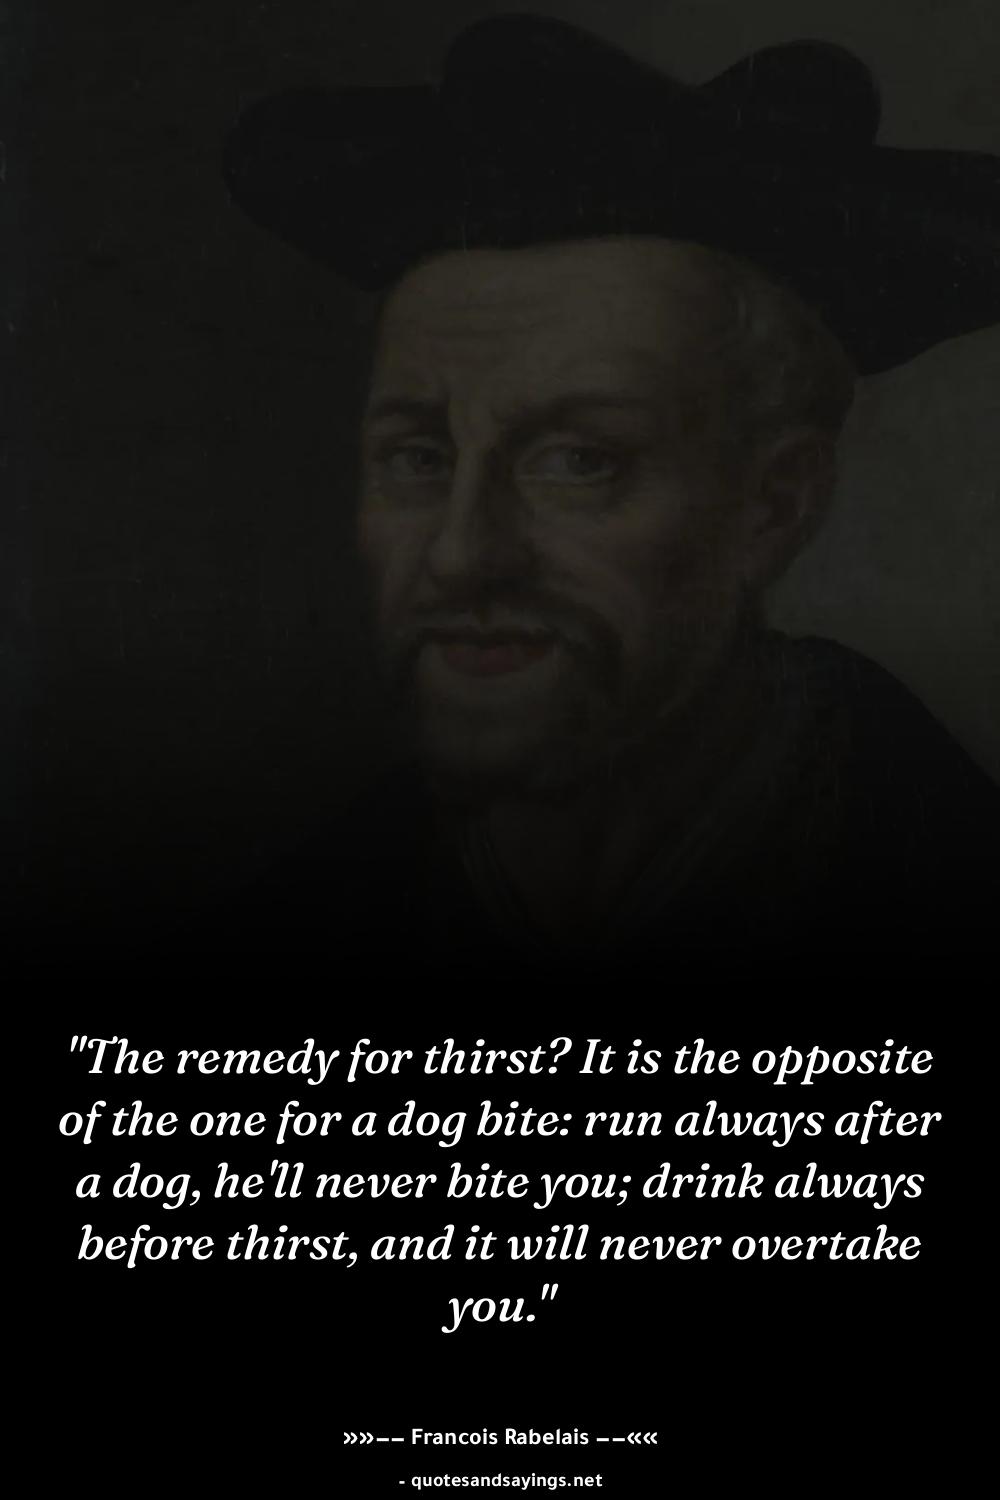 "The remedy for thirst? It is the opposite
of the one for a dog bite: run always after
a dog, he'll never bite you; drink always
before thirst, and it will never overtake
you."
»»–– Francois Rabelais ––««
- quotesandsayings.net